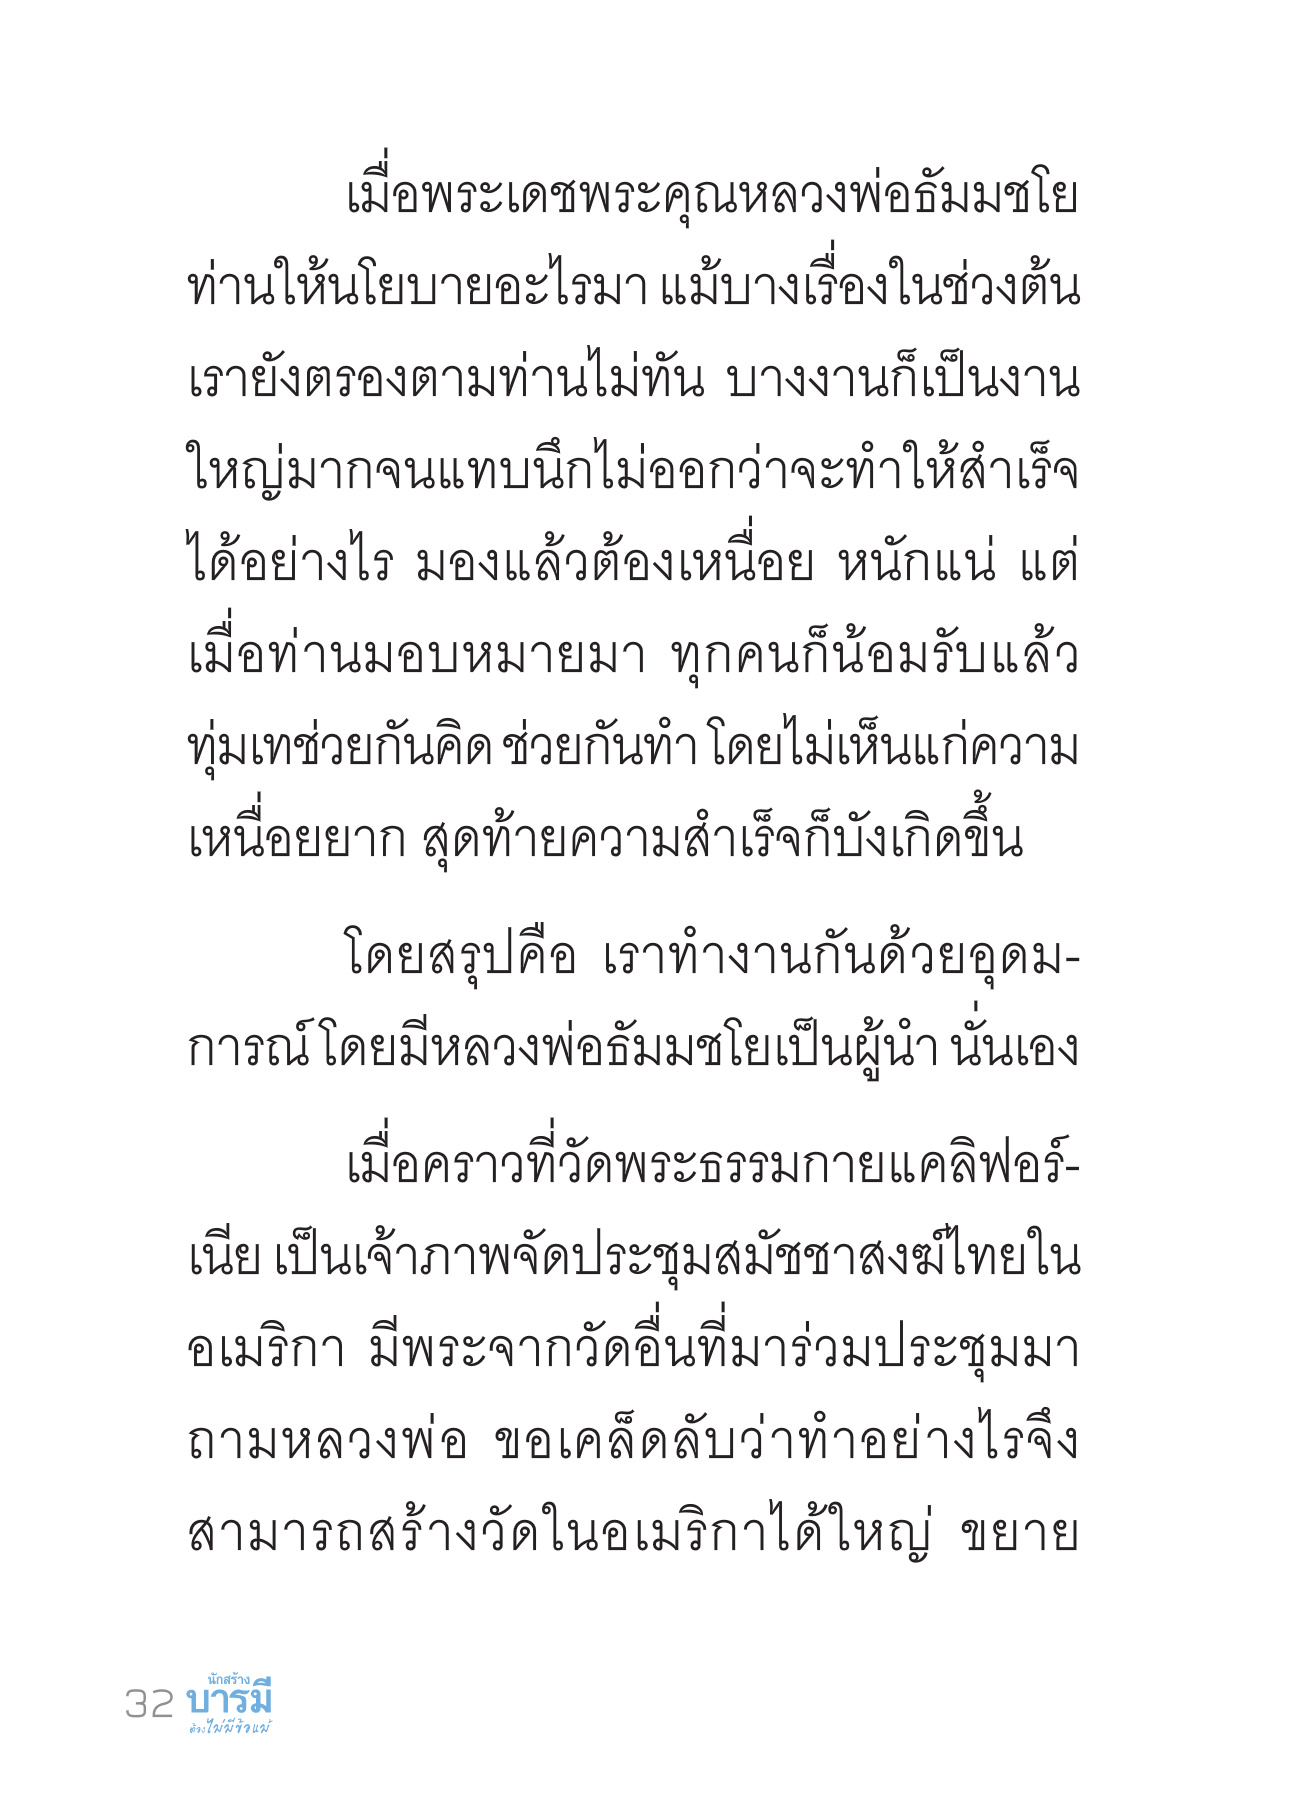 เมื่อพระเดชพระคุณหลวงพ่อธัมมชโย
ท่านให้นโยบายอะไรมา แม้บางเรื่องในช่วงต้น
เรายังตรองตามท่านไม่ทัน บางงานก็เป็นงาน
ใหญ่มากจนแทบนึกไม่ออกว่าจะทำให้สำเร็จ
ได้อย่างไร มองแล้วต้องเหนื่อย หนักแน่ แต่
เมื่อท่านมอบหมายมา ทุกคนก็น้อมรับแล้ว
ทุ่มเทช่วยกันคิด ช่วยกันทำ โดยไม่เห็นแก่ความ
เหนื่อยยาก สุดท้ายความสำเร็จก็บังเกิดขึ้น
โดยสรุปคือ เราทำงานกันด้วยอุดม-
การณ์ โดยมีหลวงพ่อธัมมชโยเป็นผู้นำ นั่นเอง
เมื่อคราวที่วัดพระธรรมกายแคลิฟอร์-
เนีย เป็นเจ้าภาพจัดประชุมสมัชชาสงฆ์ไทยใน
อเมริกา มีพระจากวัดอื่นที่มาร่วมประชุมมา
ถามหลวงพ่อ ขอเคล็ดลับว่าทำอย่างไรจึง
สามารถสร้างวัดในอเมริกาได้ใหญ่ ขยาย
32
นักสร้าง
บารมี
ต้องไม่มีข้อแม้